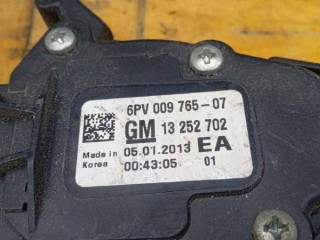 6PV 009 765-07
GM 13 252 702
Made in 05.01.2013 EA
Korea 00:43:05 01